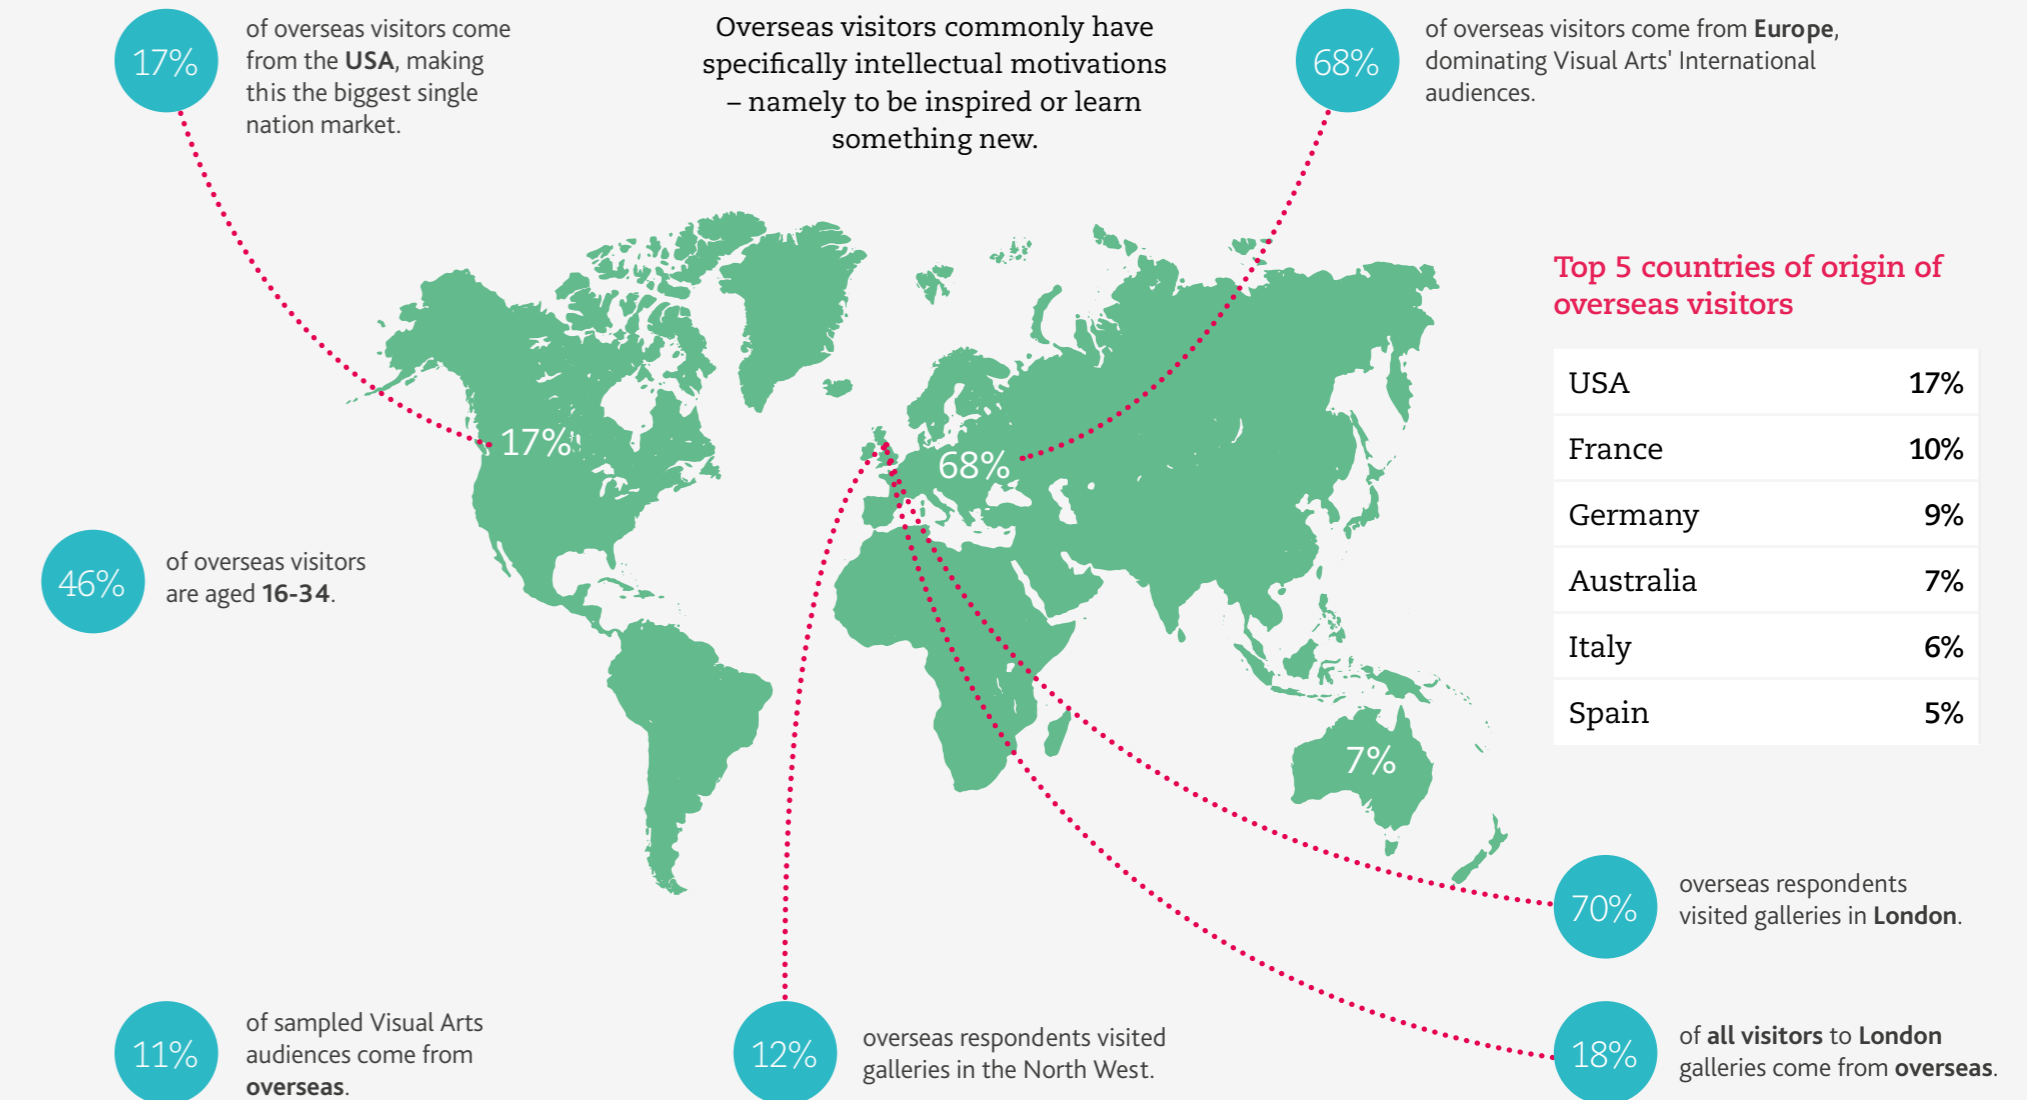 17%
of overseas visitors come
from the USA, making
this the biggest single
nation market.
Overseas visitors commonly have
specifically intellectual motivations
– namely to be inspired or learn
something new.
68%
of overseas visitors come from Europe,
dominating Visual Arts' International
audiences.
Top 5 countries of origin of
overseas visitors
USA 17%
France 10%
Germany 9%
Australia 7%
Italy 6%
Spain 5%
17%
68%
7%
46%
of overseas visitors
are aged 16-34.
70%
overseas respondents
visited galleries in London.
11%
of sampled Visual Arts
audiences come from
overseas.
12%
overseas respondents visited
galleries in the North West.
18%
of all visitors to London
galleries come from overseas.